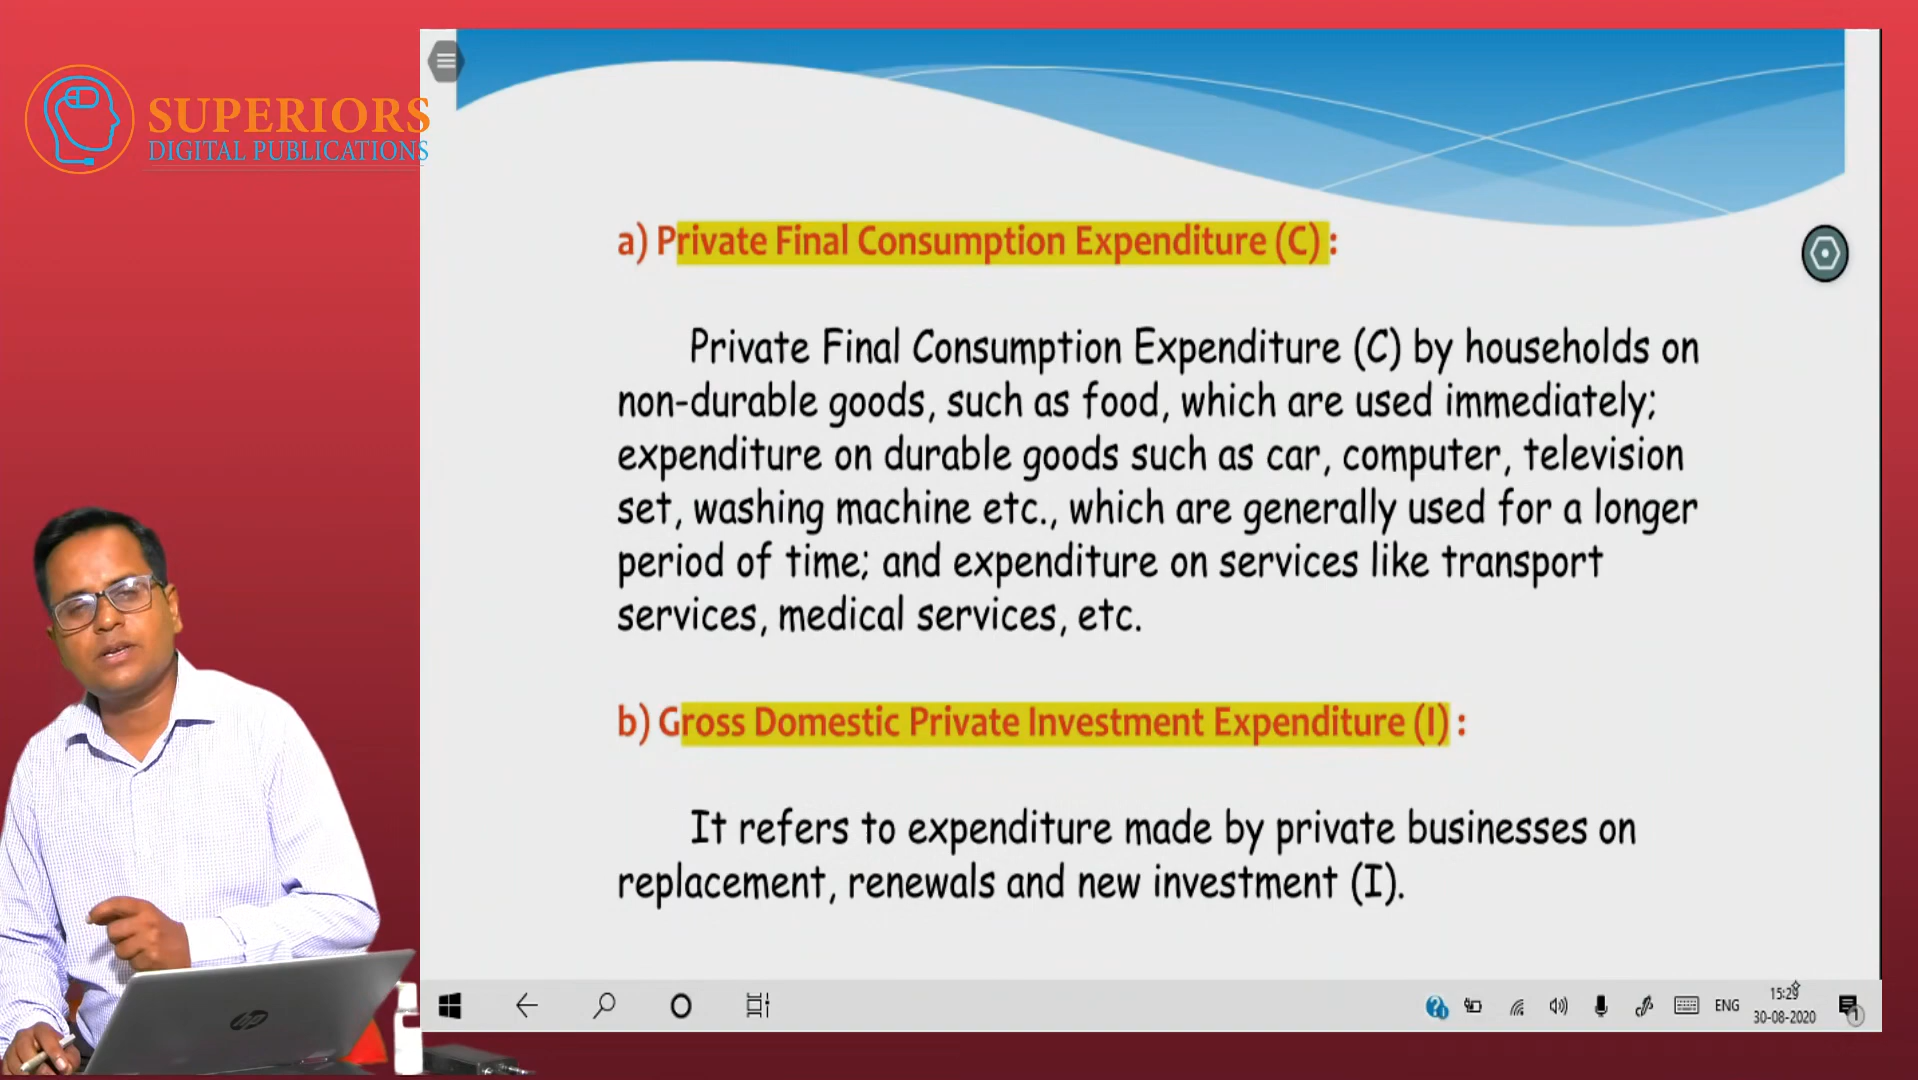 SUPERIORS
DIGITAL PUBLICATIONS
a) Private Final Consumption Expenditure (C) :
Private Final Consumption Expenditure (C) by households on
non-durable goods, such as food, which are used immediately;
expenditure on durable goods such as car, computer, television
set, washing machine etc., which are generally used for a longer
period of time; and expenditure on services like transport
services, medical services, etc.
b) Gross Domestic Private Investment Expenditure (I) :
It refers to expenditure made by private businesses on
replacement, renewals and new investment (I).
hp
ENG
15:29
30-08-2020
1